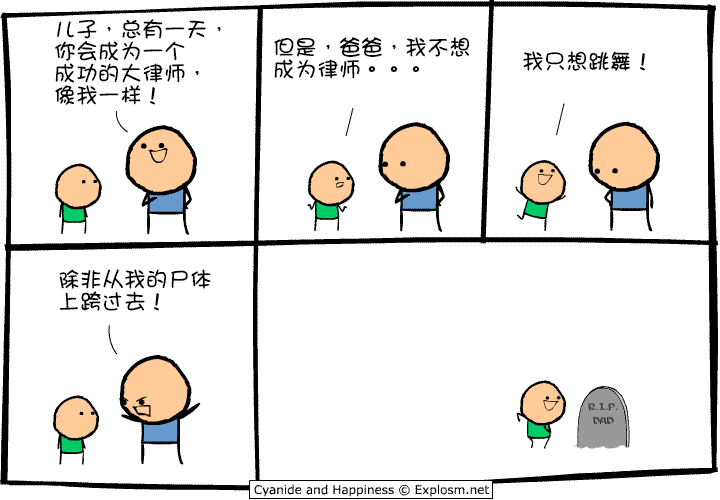 儿子，总有一天，
你会成为一个
成功的大律师，
像我一样！
但是，爸爸，我不想
成为律师。。。
我只想跳舞！
除非从我的尸体
上跨过去！
R.I.P.
DAD
Cyanide and Happiness © Explosm.net